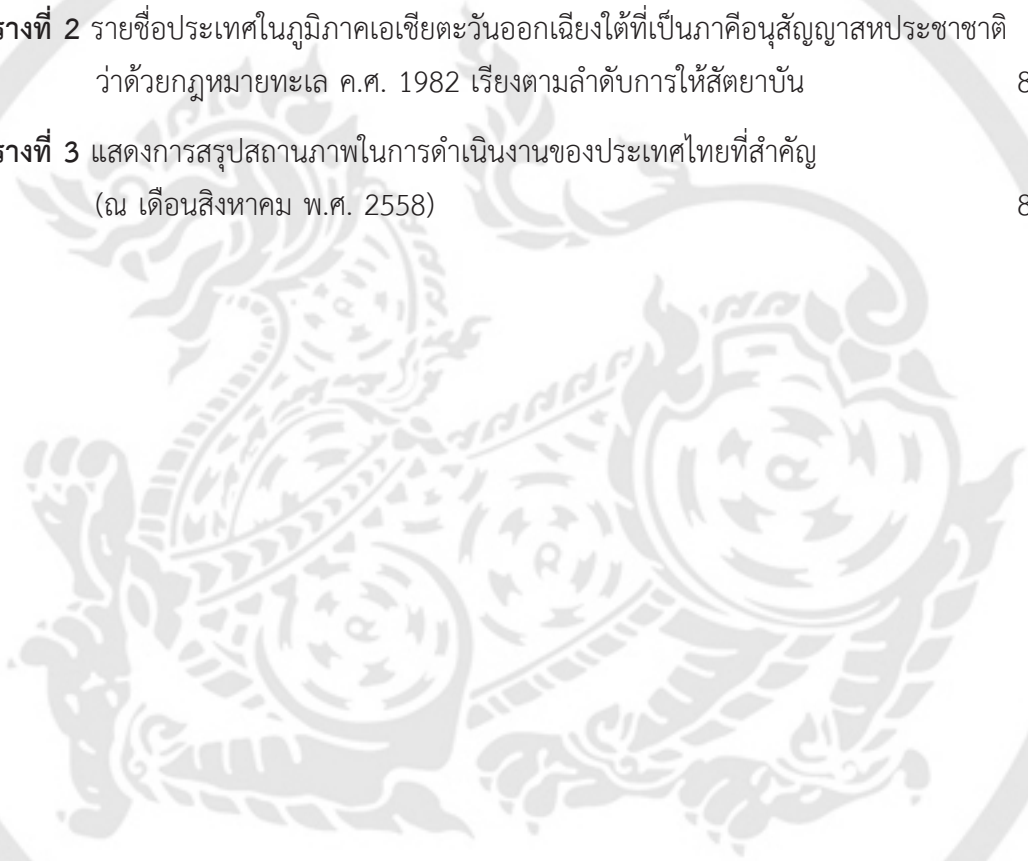 รางที่ 2 รายชื่อประเทศในภูมิภาคเอเชียตะวันออกเฉียงใต้ที่เป็นภาคีอนุสัญญาสหประชาชาติ
ว่าด้วยกฎหมายทะเล ค.ศ. 1982 เรียงตามลำดับการให้สัตยาบัน 8
รางที่ 3 แสดงการสรุปสถานภาพในการดำเนินงานของประเทศไทยที่สำคัญ
(ณ เดือนสิงหาคม พ.ศ. 2558) 8